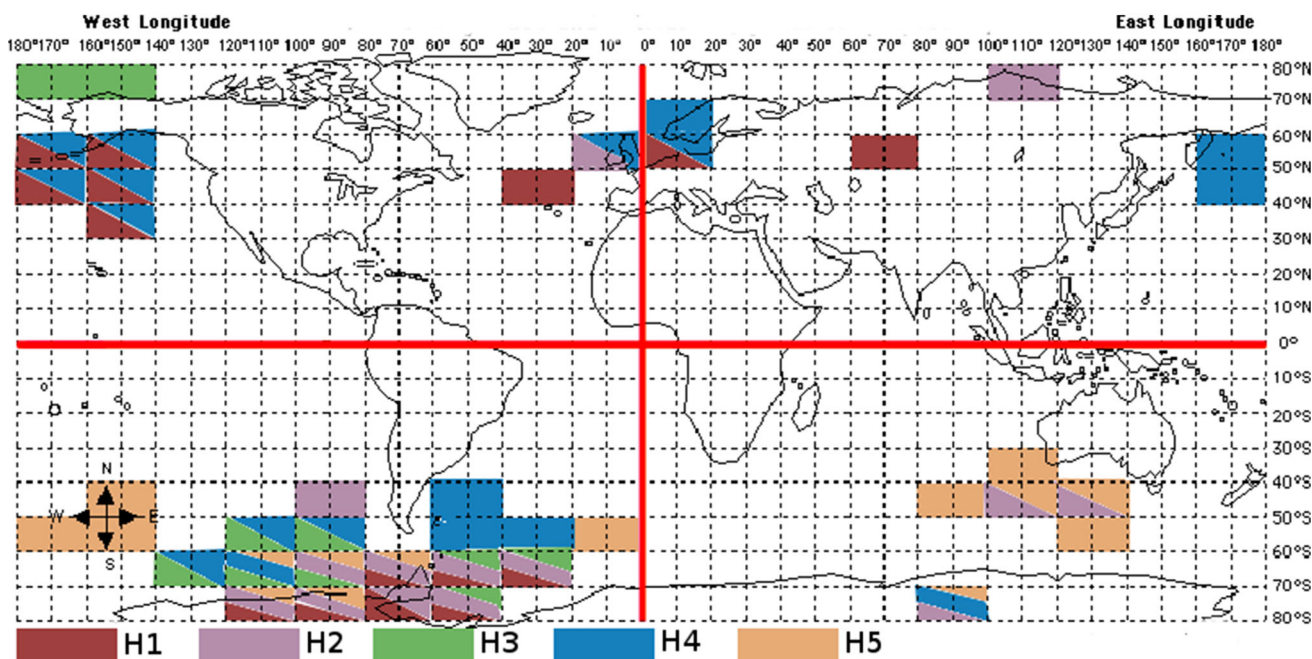 West Longitude East Longitude
180° 170° 160° 150° 140° 130° 120° 110° 100° 90° 80° 70° 60° 50° 40° 30° 20° 10° 0° 10° 20° 30° 40° 50° 60° 70° 80° 90° 100° 110° 120° 130° 140° 150° 160° 170° 180°
80°N
70°N
60°N
50°N
40°N
30°N
20°N
10°N
0°
10°S
20°S
30°S
N
40°S
W E
50°S
S
60°S
70°S
80°S
H1 H2 H3 H4 H5